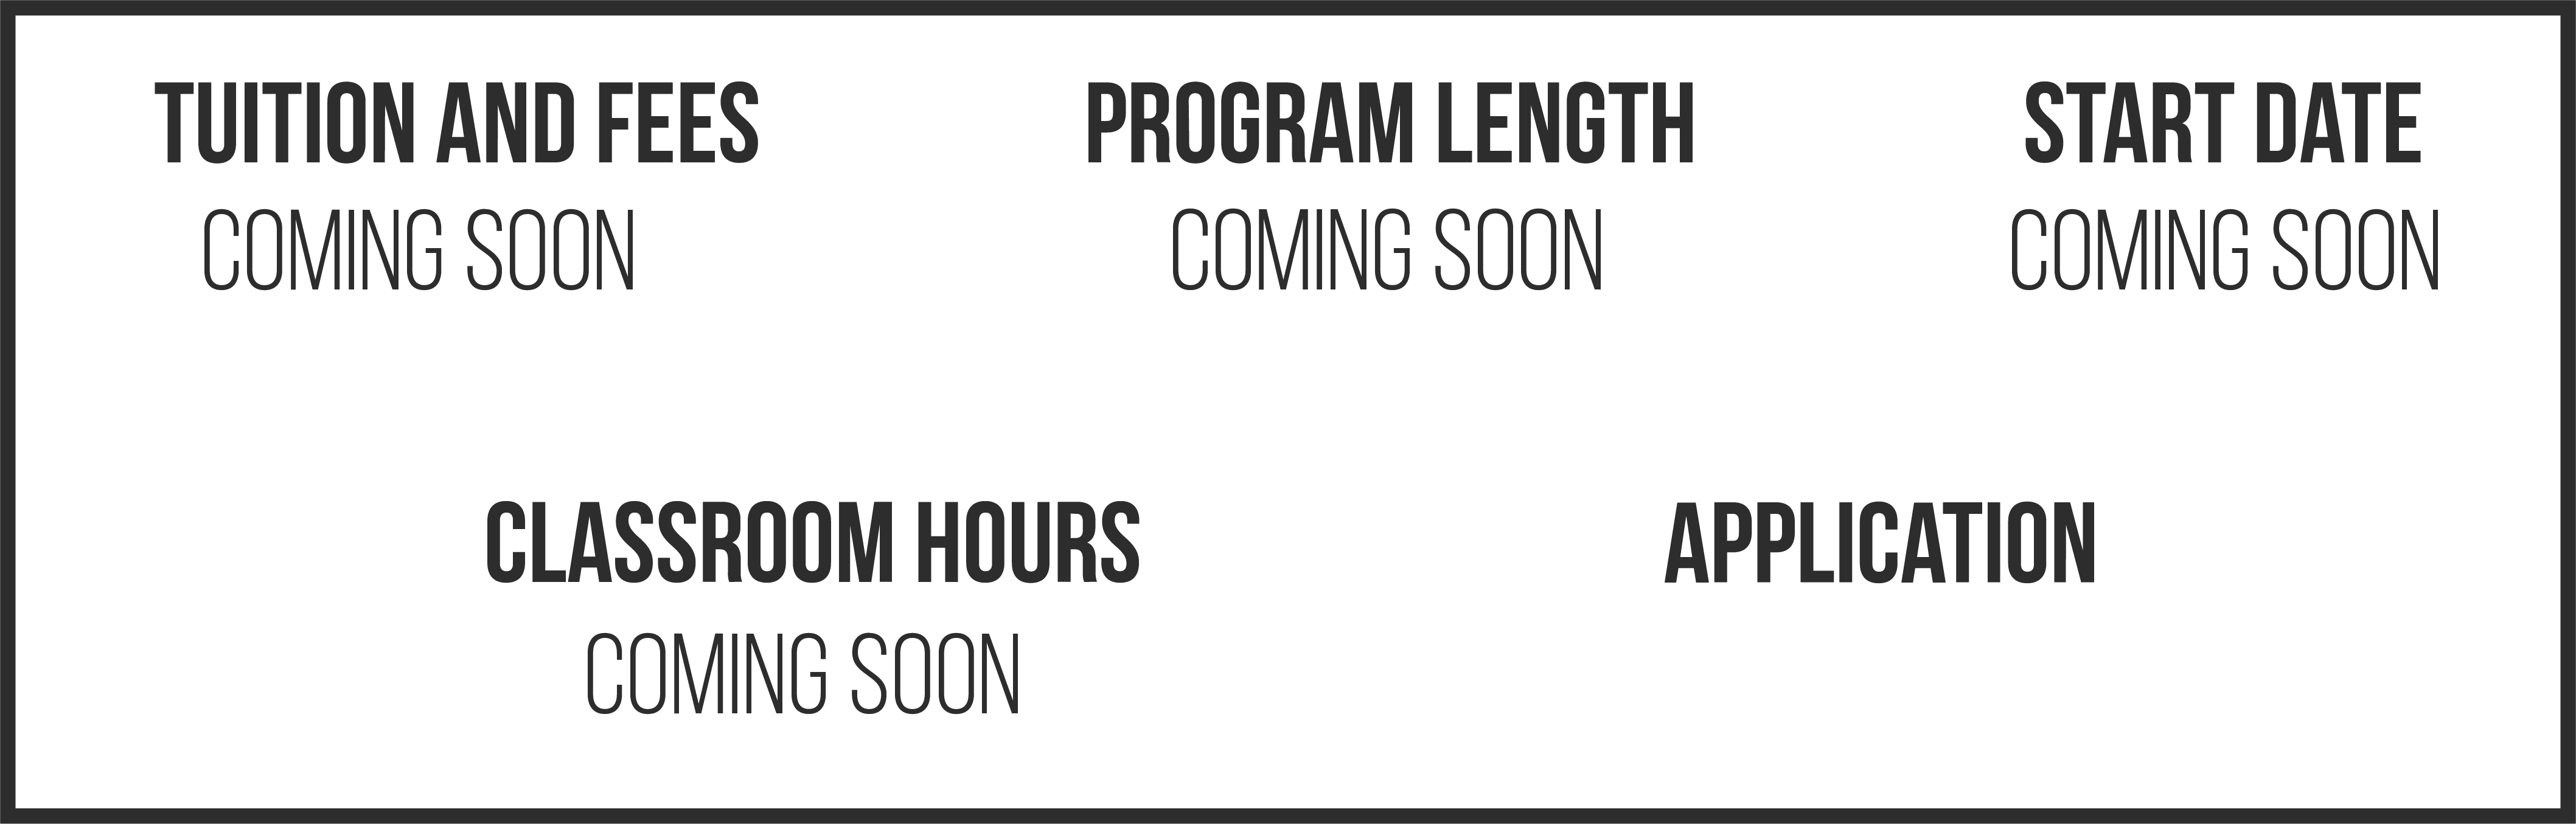 TUITION AND FEES
COMING SOON
PROGRAM LENGTH
COMING SOON
START DATE
COMING SOON
CLASSROOM HOURS
COMING SOON
APPLICATION